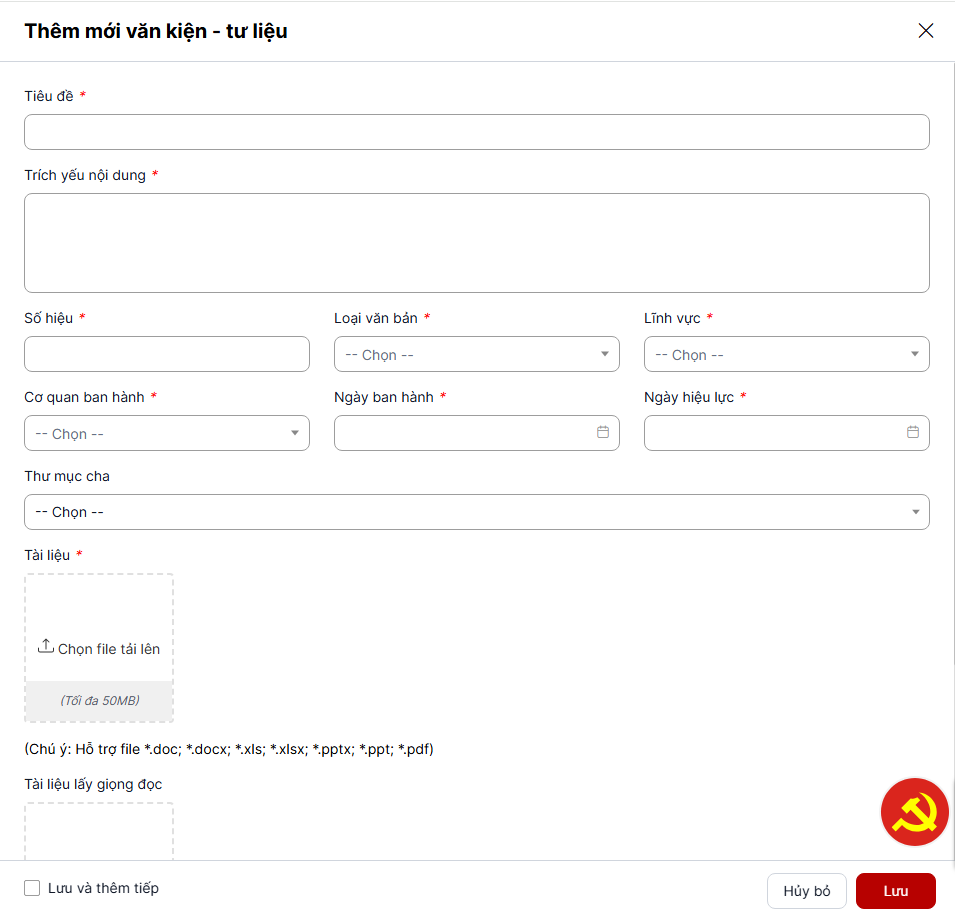 Thêm mới văn kiện - tư liệu
Tiêu đề *
Trích yếu nội dung *
Số hiệu * Loại văn bản * Lĩnh vực *
-- Chọn -- -- Chọn --
Cơ quan ban hành * Ngày ban hành * Ngày hiệu lực *
-- Chọn --
Thư mục cha
-- Chọn --
Tài liệu *
Chọn file tải lên
(Tối đa 50MB)
(Chú ý: Hỗ trợ file *.doc; *.docx; *.xls; *.xlsx; *.pptx; *.ppt; *.pdf)
Tài liệu lấy giọng đọc
Lưu và thêm tiếp Hủy bỏ Lưu